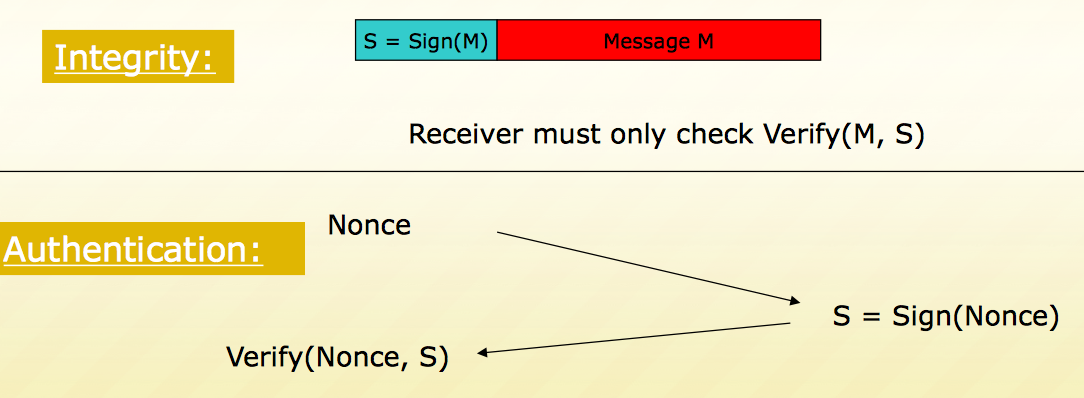 Integrity:
S = Sign(M) Message M
Receiver must only check Verify(M, S)
Authentication:
Nonce
S = Sign(Nonce)
Verify(Nonce, S)